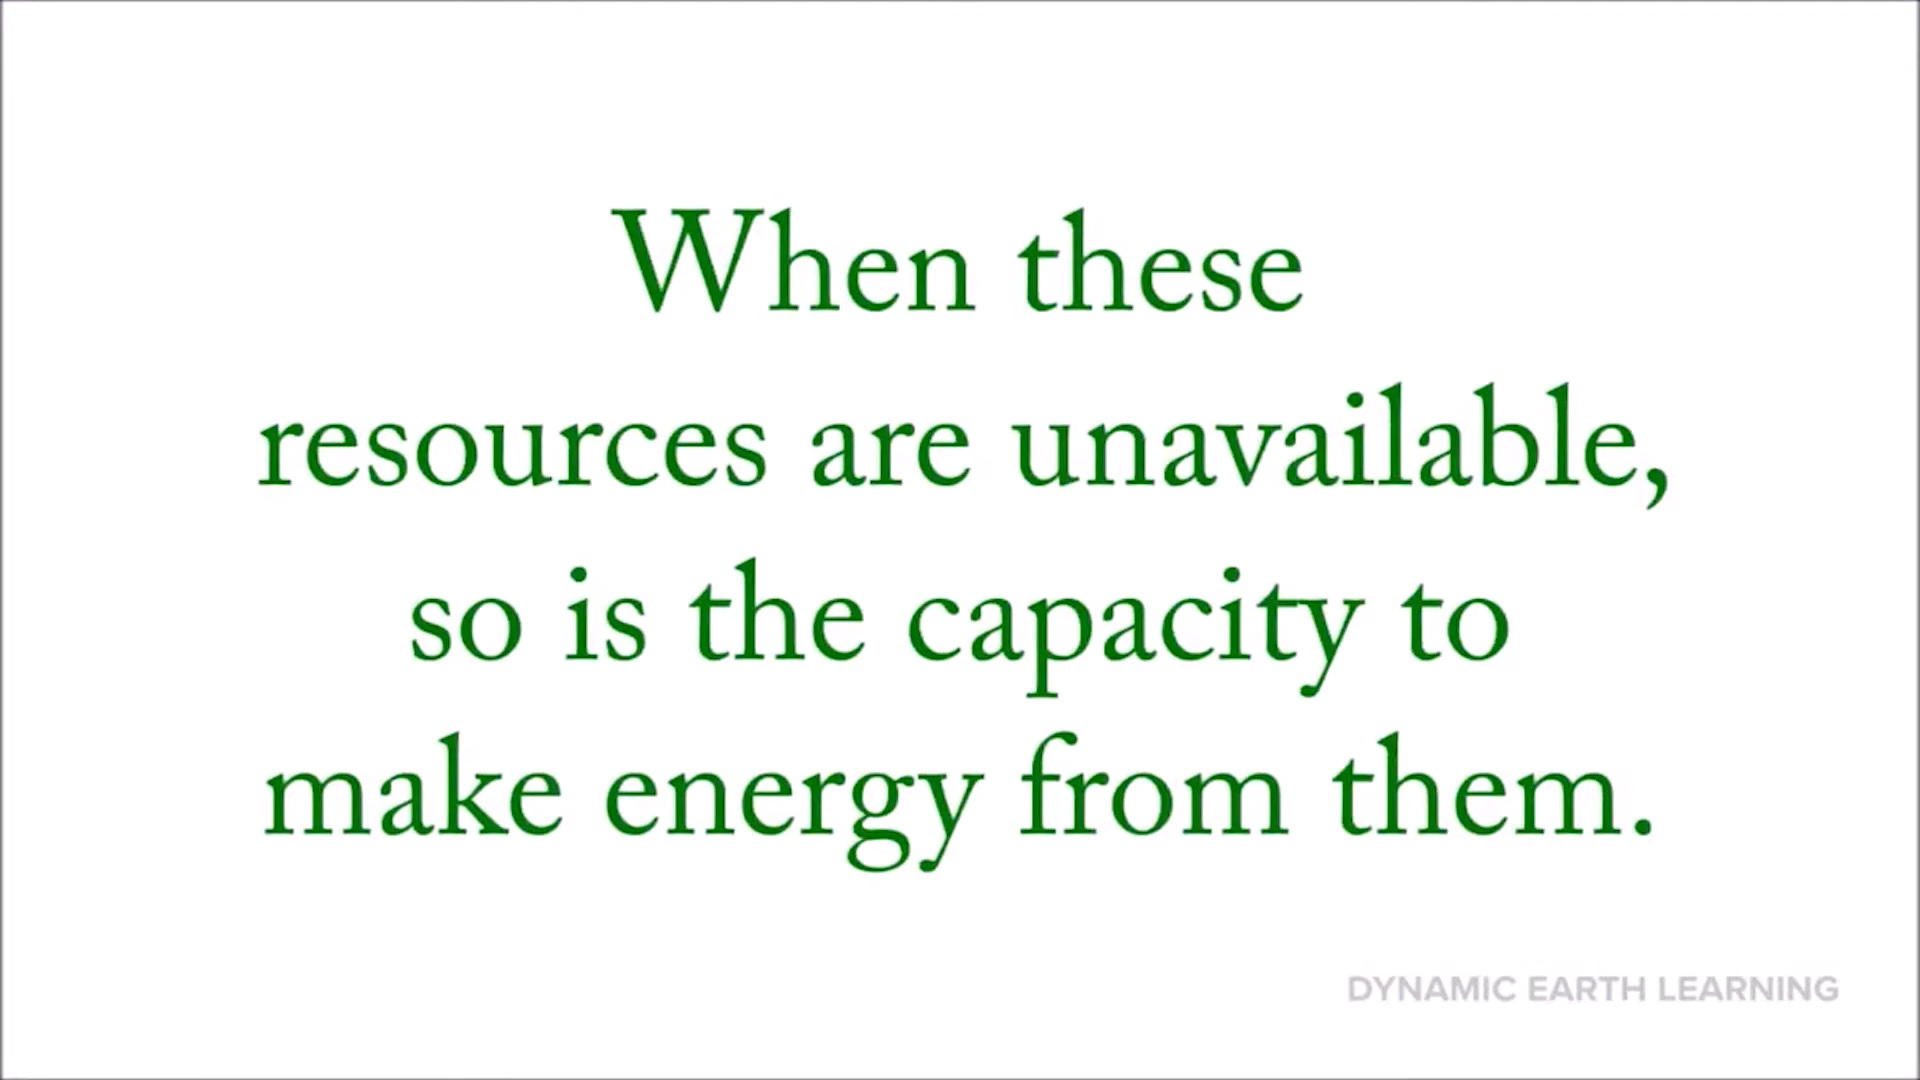 When these
resources are unavailable,
so is the capacity to
make energy from them.
DYNAMIC EARTH LEARNING